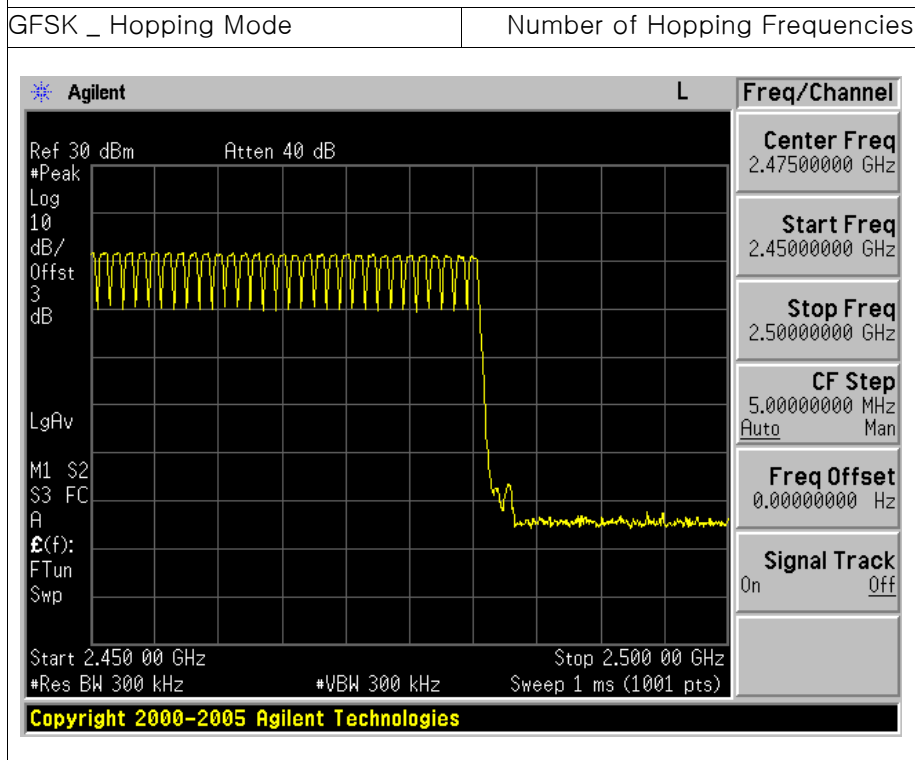 GFSK _ Hopping Mode
Number of Hopping Frequencies
Agilent
L
Freq/Channel
Ref 30 dBm
Atten 40 dB
#Peak
Log
10
dB/
Offst
3
dB
LgAv
M1 S2
S3 FC
A
£(f):
FTun
Swp
Start 2.450 00 GHz
Stop 2.500 00 GHz
#Res BW 300 kHz
#VBW 300 kHz
Sweep 1 ms (1001 pts)
Center Freq
2.47500000 GHz
Start Freq
2.45000000 GHz
Stop Freq
2.50000000 GHz
CF Step
5.00000000 MHz
Auto Man
Freq Offset
0.00000000 Hz
Signal Track
On Off
Copyright 2000-2005 Agilent Technologies